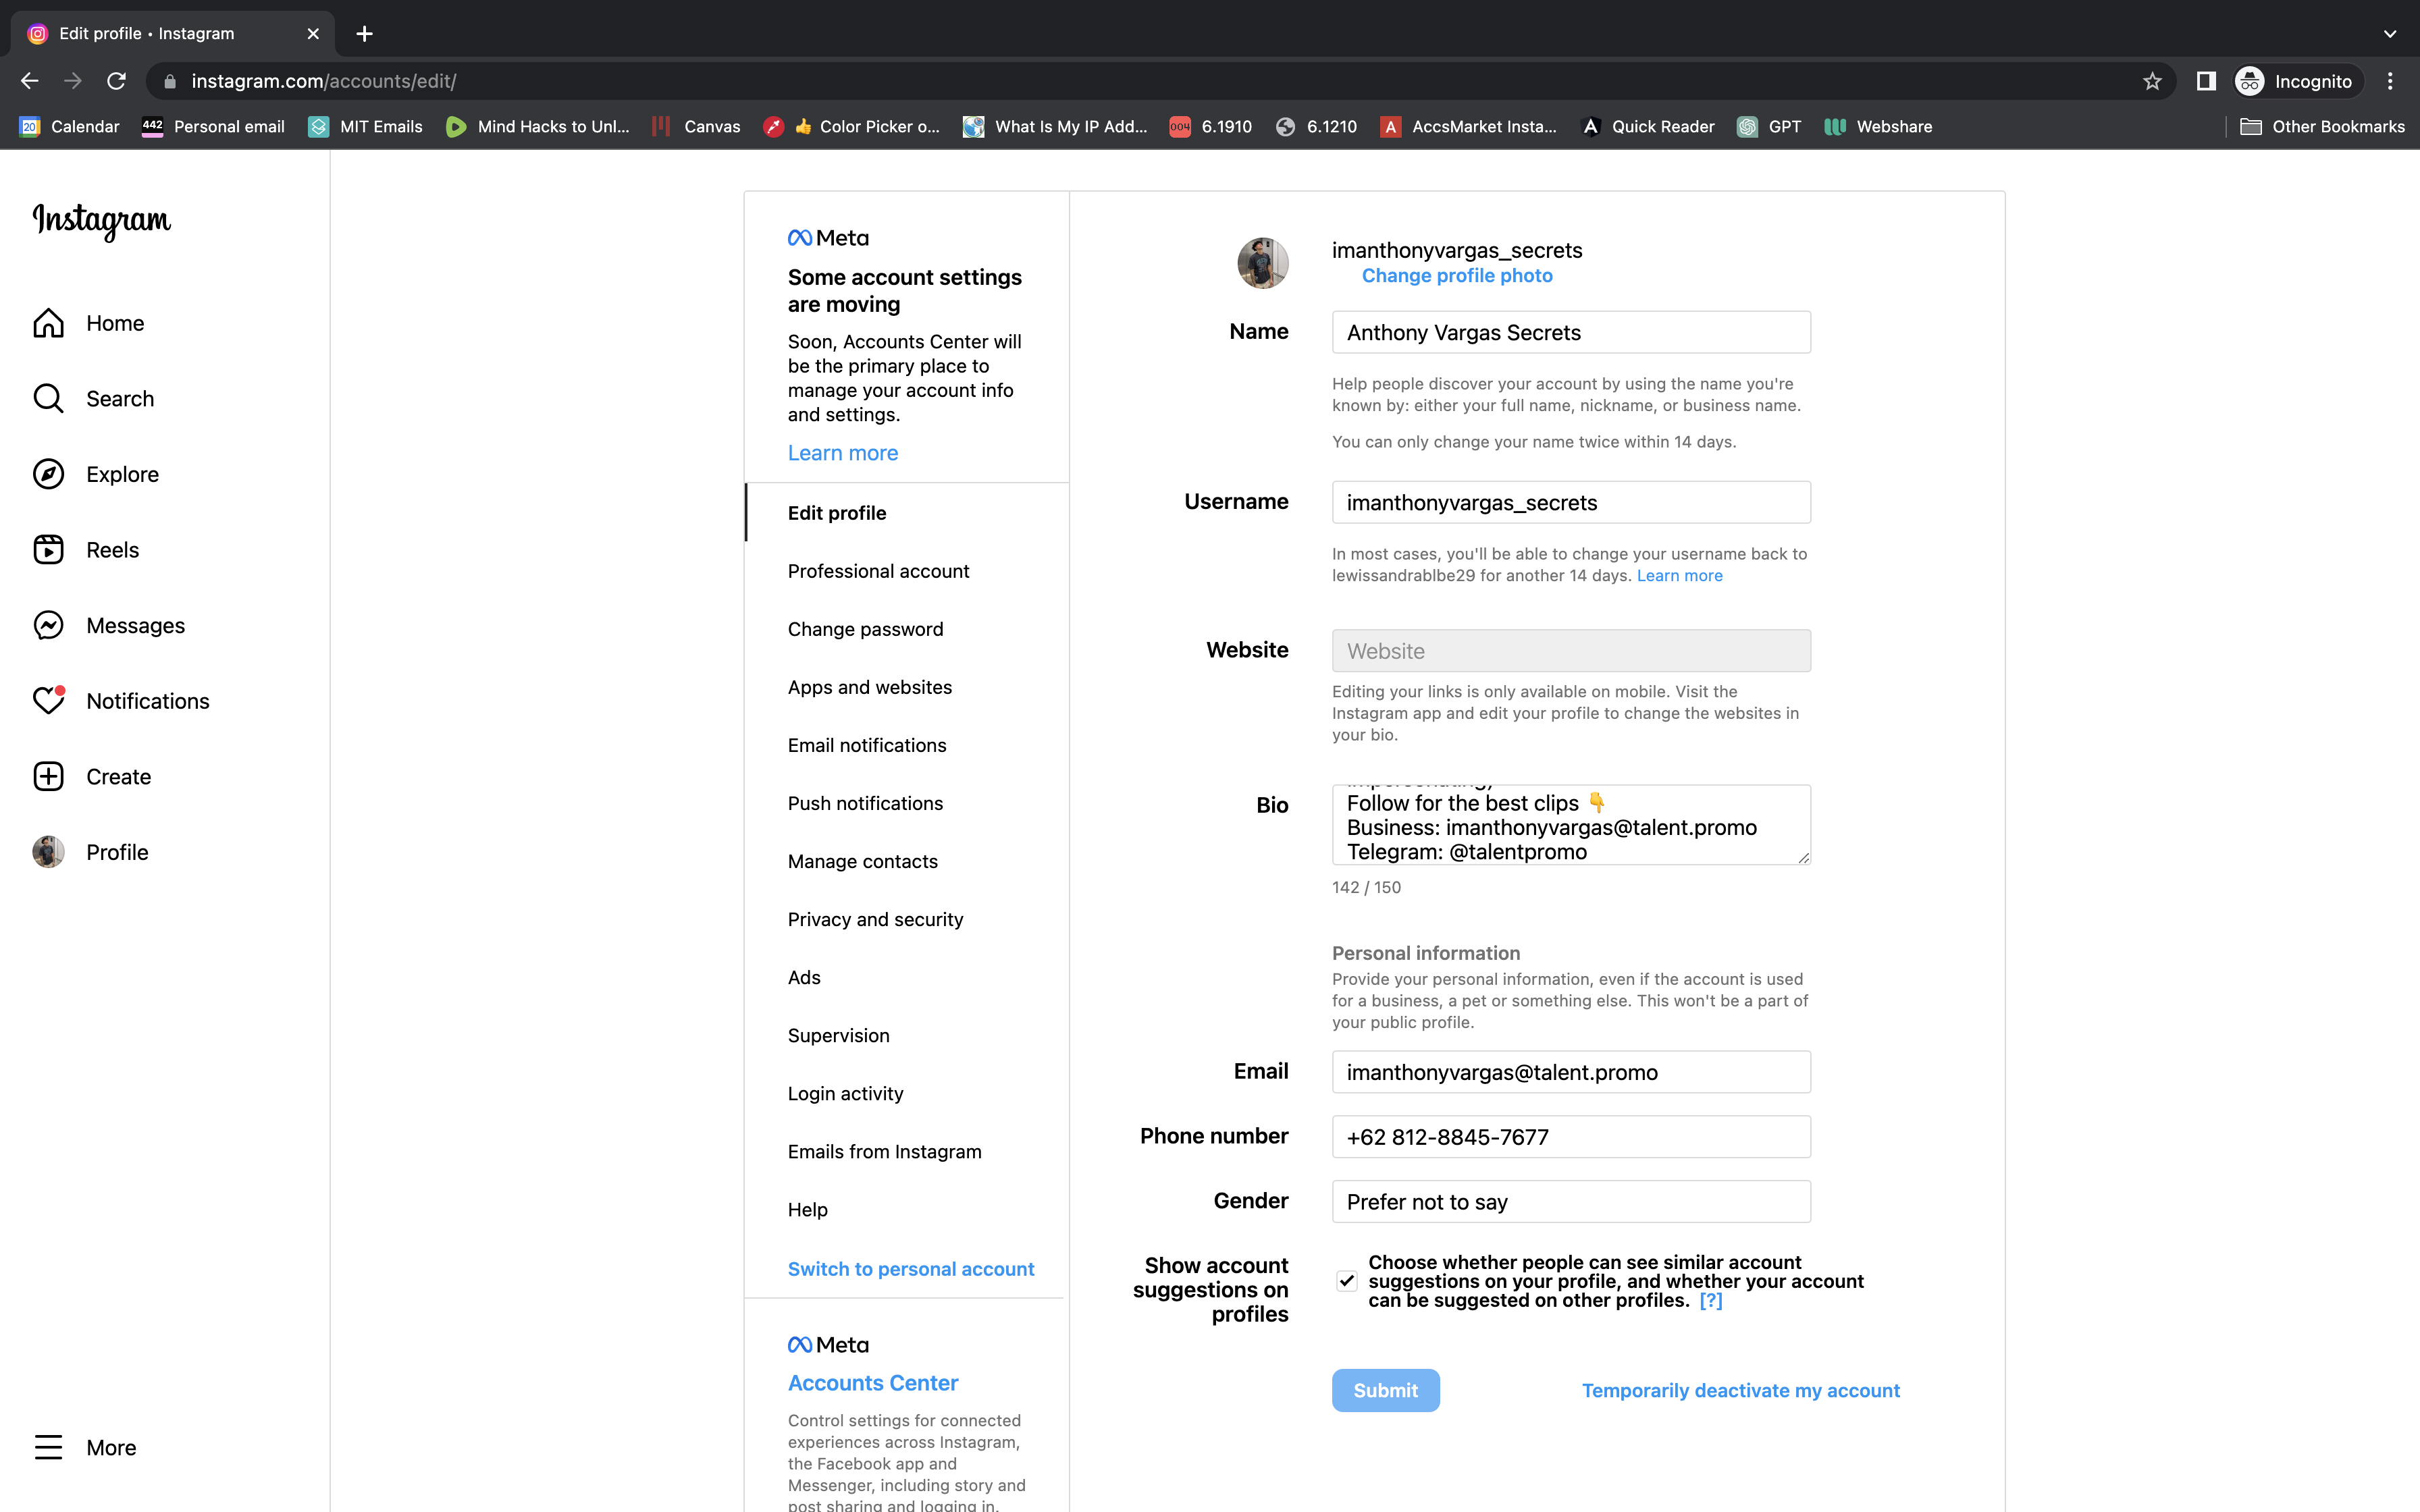 Edit profile • Instagram
instagram.com/accounts/edit/
Incognito
20 Calendar
442 Personal email
MIT Emails
Mind Hacks to Unl...
Canvas
👍 Color Picker o...
What Is My IP Add...
004 6.1910
6.1210
A AccsMarket Insta...
Quick Reader
GPT
Webshare
Other Bookmarks
Instagram
Home
Search
Explore
Reels
Messages
Notifications
Create
Profile
More
Meta
Some account settings
are moving
Soon, Accounts Center will
be the primary place to
manage your account info
and settings.
Learn more
Edit profile
Professional account
Change password
Apps and websites
Email notifications
Push notifications
Manage contacts
Privacy and security
Ads
Supervision
Login activity
Emails from Instagram
Help
Switch to personal account
Meta
Accounts Center
Control settings for connected
experiences across Instagram,
the Facebook app and
Messenger, including story and
post sharing and logging in.
imanthonyvargas_secrets
Change profile photo
Name
Anthony Vargas Secrets
Help people discover your account by using the name you're
known by: either your full name, nickname, or business name.
You can only change your name twice within 14 days.
Username
imanthonyvargas_secrets
In most cases, you'll be able to change your username back to
lewissandrablbe29 for another 14 days. Learn more
Website
Website
Editing your links is only available on mobile. Visit the
Instagram app and edit your profile to change the websites in
your bio.
Bio
impersonating)
Follow for the best clips 👇
Business: imanthonyvargas@talent.promo
Telegram: @talentpromo
142 / 150
Personal information
Provide your personal information, even if the account is used
for a business, a pet or something else. This won't be a part of
your public profile.
Email
imanthonyvargas@talent.promo
Phone number
+62 812-8845-7677
Gender
Prefer not to say
Show account
suggestions on
profiles
Choose whether people can see similar account
suggestions on your profile, and whether your account
can be suggested on other profiles. [?]
Submit
Temporarily deactivate my account